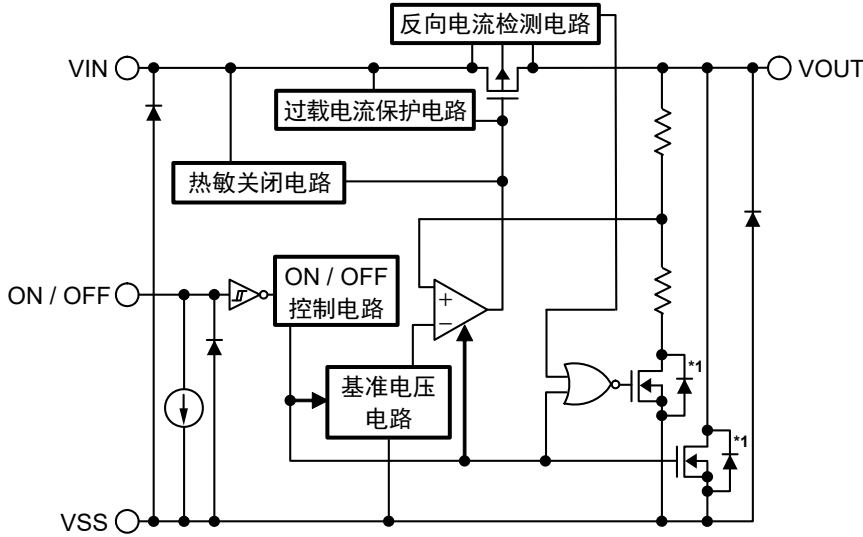 反向电流检测电路
VIN
VOUT
过载电流保护电路
热敏关闭电路
ON / OFF
ON / OFF
控制电路
+
−
基准电压
电路
*1
*1
VSS